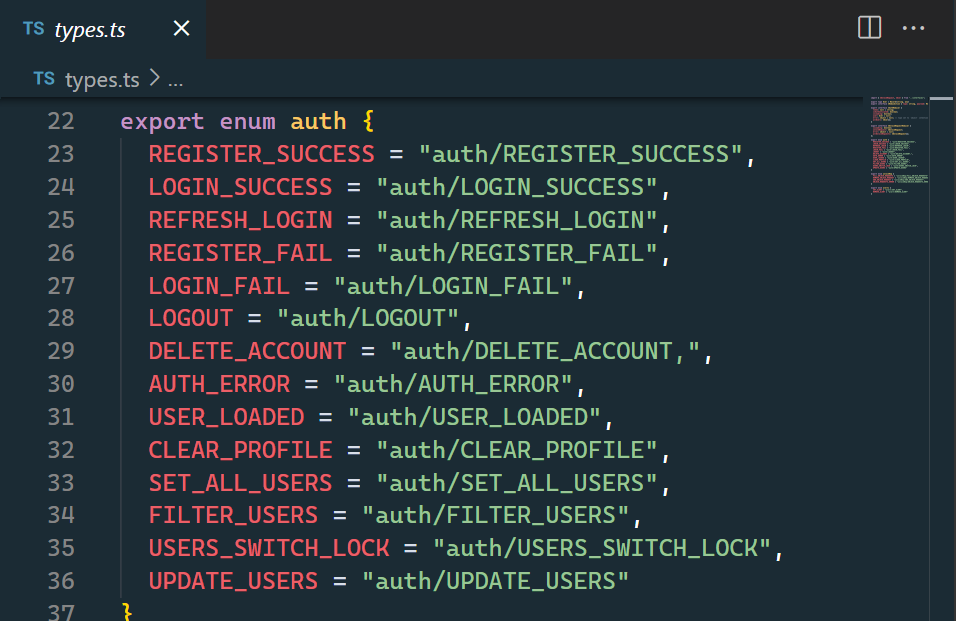 TS types.ts ×
TS types.ts > ...
22 export enum auth {
23 REGISTER_SUCCESS = "auth/REGISTER_SUCCESS",
24 LOGIN_SUCCESS = "auth/LOGIN_SUCCESS",
25 REFRESH_LOGIN = "auth/REFRESH_LOGIN",
26 REGISTER_FAIL = "auth/REGISTER_FAIL",
27 LOGIN_FAIL = "auth/LOGIN_FAIL",
28 LOGOUT = "auth/LOGOUT",
29 DELETE_ACCOUNT = "auth/DELETE_ACCOUNT,",
30 AUTH_ERROR = "auth/AUTH_ERROR",
31 USER_LOADED = "auth/USER_LOADED",
32 CLEAR_PROFILE = "auth/CLEAR_PROFILE",
33 SET_ALL_USERS = "auth/SET_ALL_USERS",
34 FILTER_USERS = "auth/FILTER_USERS",
35 USERS_SWITCH_LOCK = "auth/USERS_SWITCH_LOCK",
36 UPDATE_USERS = "auth/UPDATE_USERS"
37 }